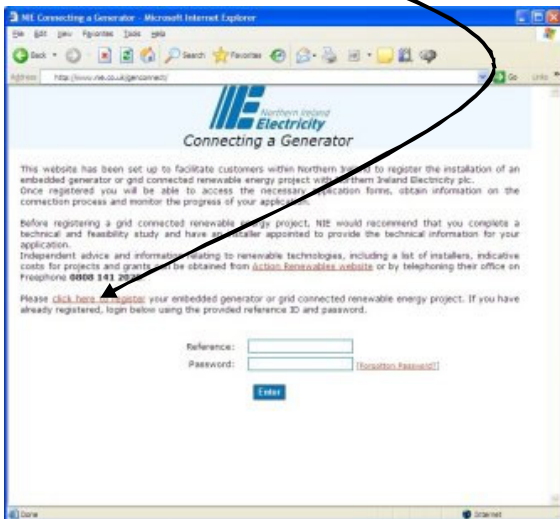 NIE Connecting a Generator - Microsoft Internet Explorer
File Edit View Favorites Tools Help
Back Search Favorites
Address http://www.nie.co.uk/genconnect/ Go Links
Northern Ireland
Electricity
Connecting a Generator
This website has been set up to facilitate customers within Northern Ireland to register the installation of an
embedded generator or grid connected renewable energy project with Northern Ireland Electricity plc.
Once registered you will be able to access the necessary application forms, obtain information on the
connection process and monitor the progress of your application.
Before registering a grid connected renewable energy project, NIE would recommend that you complete a
technical and feasibility study and have an installer appointed to provide the technical information for your
application.
Independent advice and information relating to renewable technologies, including a list of installers, indicative
costs for projects and grants can be obtained from Action Renewables website or by telephoning their office on
Freephone 0808 141
Please click here to register your embedded generator or grid connected renewable energy project. If you have
already registered, login below using the provided reference ID and password.
Reference:
Password: [Forgotten Password?]
Enter
Done Internet